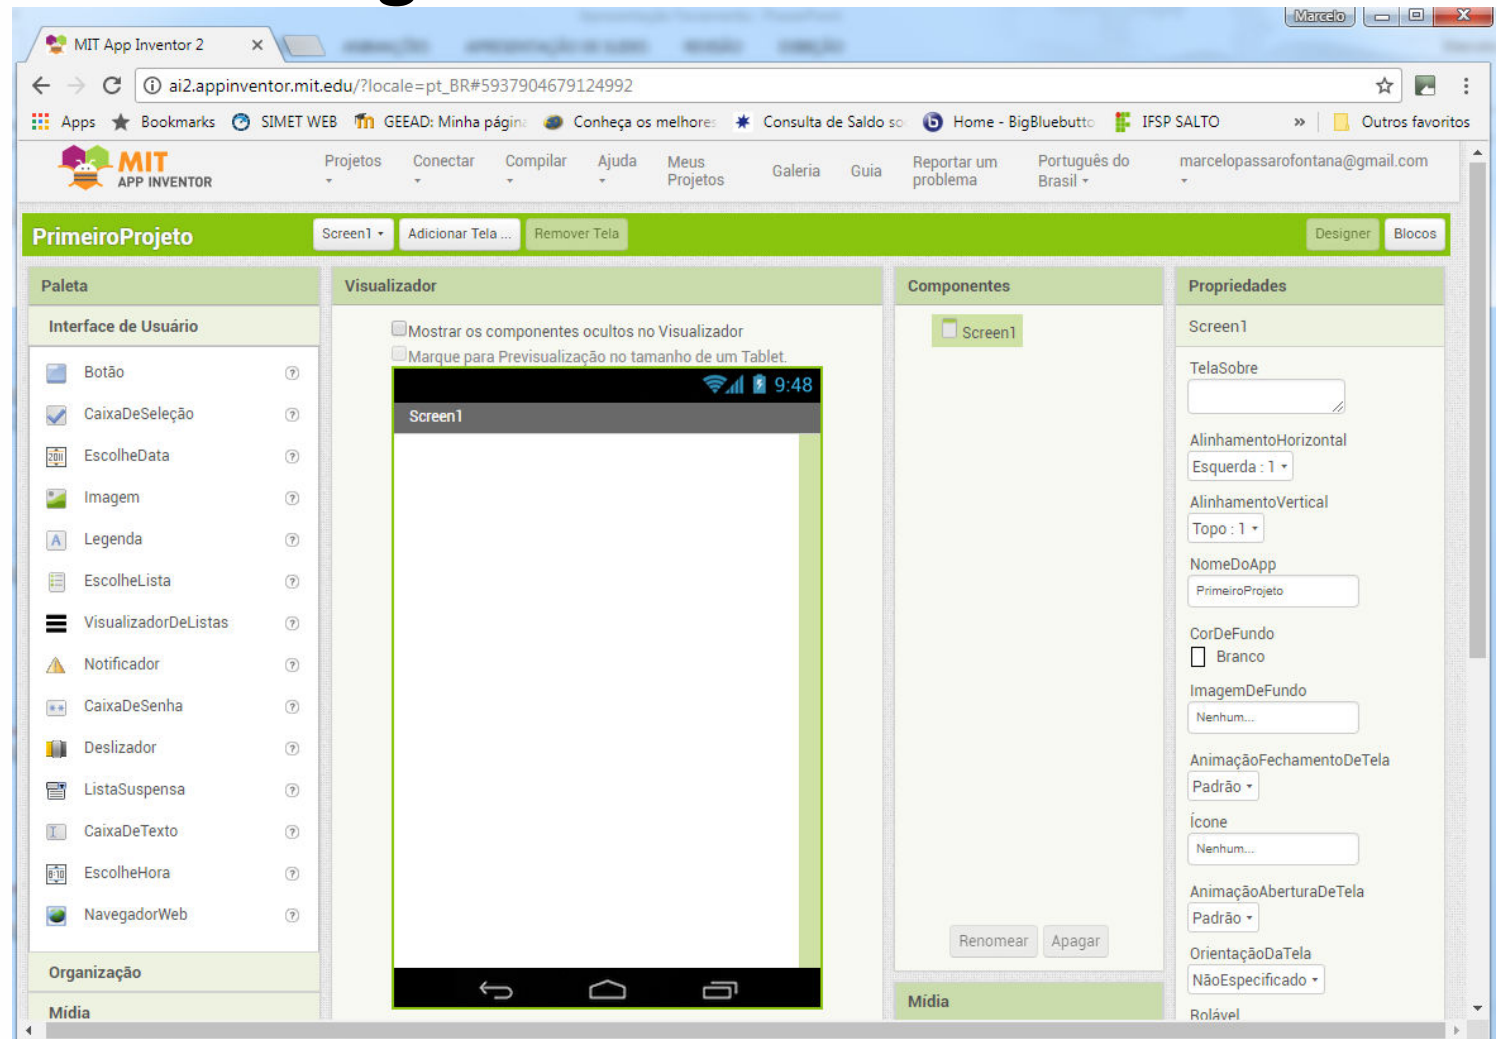 Marcelo
MIT App Inventor 2
ai2.appinventor.mit.edu/?locale=pt_BR#5937904679124992
Apps Bookmarks SIMET WEB GEEAD: Minha página Conheça os melhores Consulta de Saldo so Home - BigBluebutto IFSP SALTO » Outros favoritos
MIT
APP INVENTOR
Projetos Conectar Compilar Ajuda Meus Projetos Galeria Guia Reportar um problema Português do Brasil marcelopassarofontana@gmail.com
PrimeiroProjeto Screen1 Adicionar Tela ... Remover Tela Designer Blocos
Paleta
Interface de Usuário
Botão
CaixaDeSeleção
EscolheData
Imagem
Legenda
EscolheLista
VisualizadorDeListas
Notificador
CaixaDeSenha
Deslizador
ListaSuspensa
CaixaDeTexto
EscolheHora
NavegadorWeb
Organização
Mídia
Visualizador
Mostrar os componentes ocultos no Visualizador
Marque para Previsualização no tamanho de um Tablet.
9:48
Screen1
Componentes
Screen1
Renomear Apagar
Mídia
Propriedades
Screen1
TelaSobre
AlinhamentoHorizontal
Esquerda : 1
AlinhamentoVertical
Topo : 1
NomeDoApp
PrimeiroProjeto
CorDeFundo
Branco
ImagemDeFundo
Nenhum...
AnimaçãoFechamentoDeTela
Padrão
Ícone
Nenhum...
AnimaçãoAberturaDeTela
Padrão
OrientaçãoDaTela
NãoEspecificado
Rolável